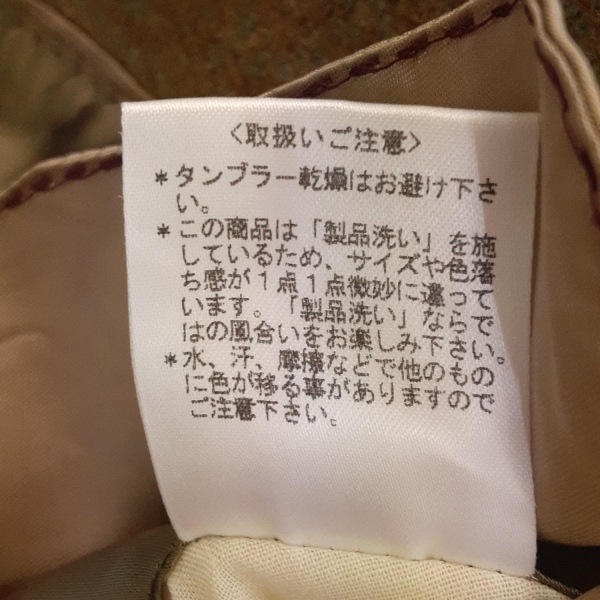 〈取扱いご注意〉
*タンブラー乾燥はお避け下さ
い。
*この商品は「製品洗い」を施
しているため、サイズや色落
ち感が1点1点微妙に違って
います。「製品洗い」ならで
はの風合いをお楽しみ下さい。
*水、汗、摩擦などで他のもの
に色が移る事がありますので
ご注意下さい。